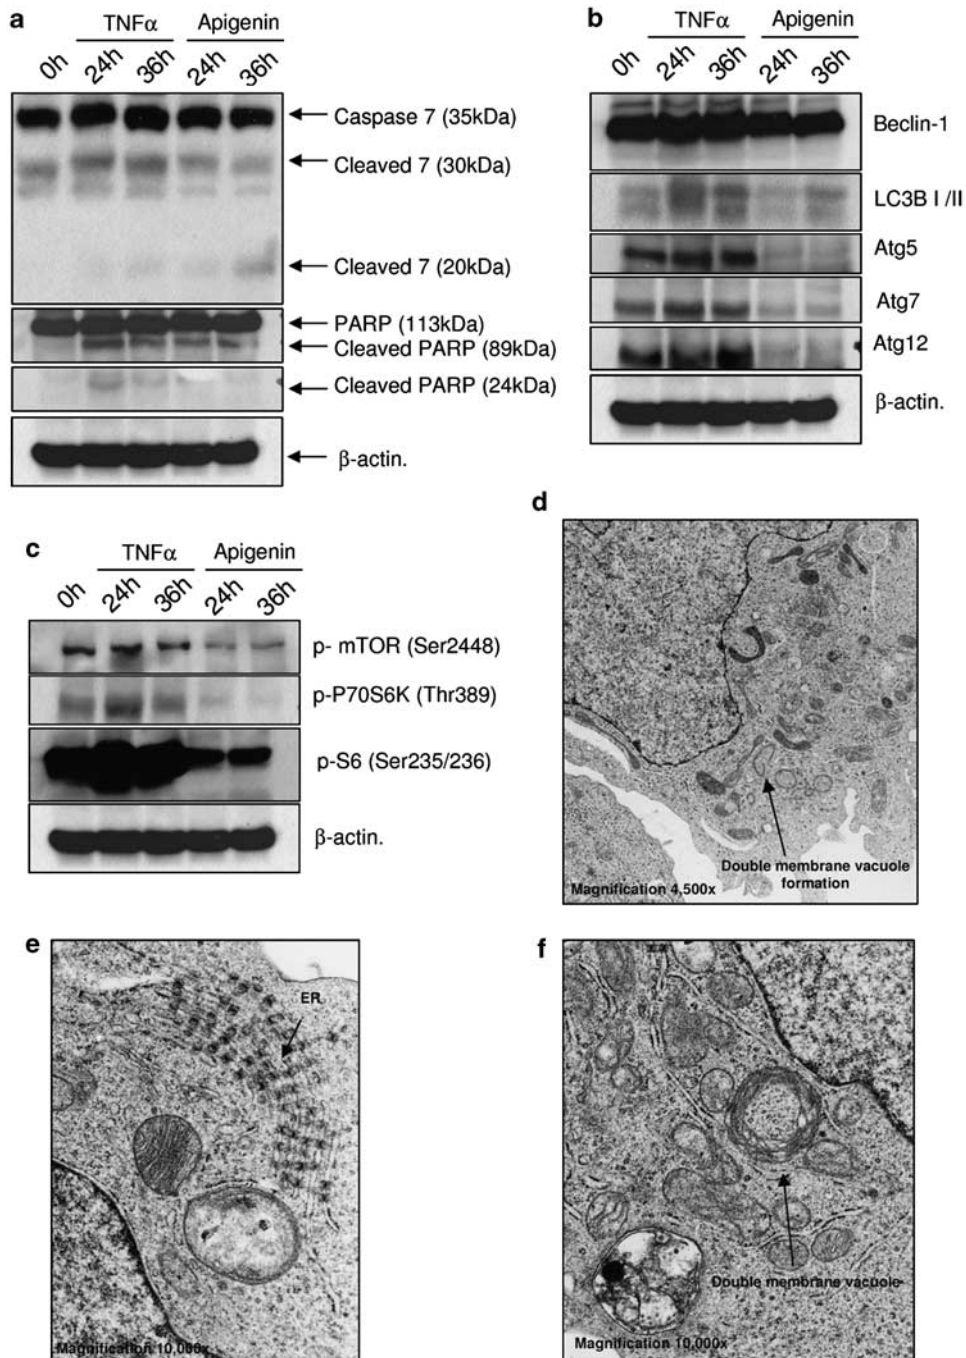 a
TNFα Apigenin
0h 24h 36h 24h 36h
Caspase 7 (35kDa)
Cleaved 7 (30kDa)
Cleaved 7 (20kDa)
PARP (113kDa)
Cleaved PARP (89kDa)
Cleaved PARP (24kDa)
β-actin.
b
TNFα Apigenin
0h 24h 36h 24h 36h
Beclin-1
LC3B I /II
Atg5
Atg7
Atg12
β-actin.
c
TNFα Apigenin
0h 24h 36h 24h 36h
p- mTOR (Ser2448)
p-P70S6K (Thr389)
p-S6 (Ser235/236)
β-actin.
d
Double membrane vacuole
formation
Magnification 4,500x
e
ER
Magnification 10,000x
f
Double membrane vacuole
Magnification 10,000x